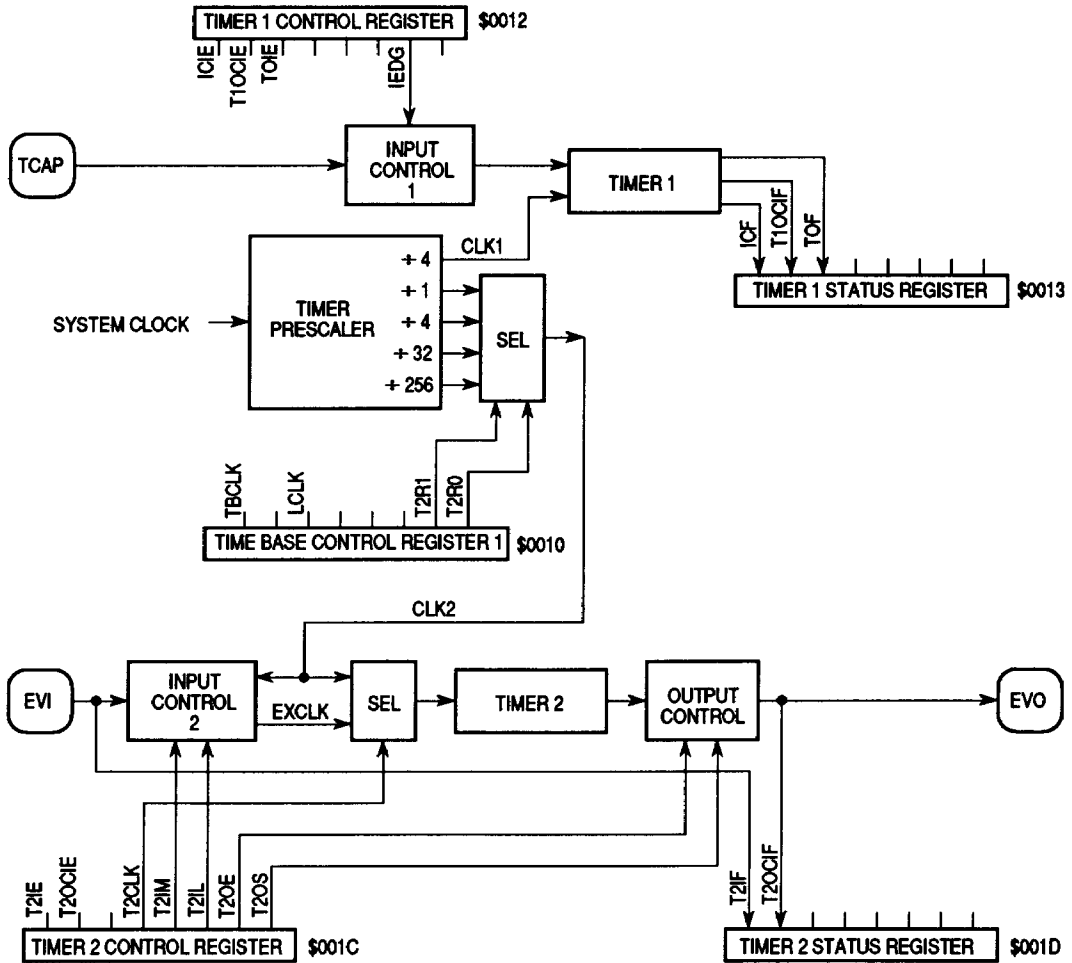 TIMER 1 CONTROL REGISTER $0012
ICIE
T1OCIE
TOIE
IEDG
TCAP
INPUT
CONTROL
1
TIMER 1
ICF
T1OCIF
TOF
TIMER 1 STATUS REGISTER $0013
CLK1
SYSTEM CLOCK
TIMER
PRESCALER
÷ 4
÷ 1
÷ 4
÷ 32
÷ 256
SEL
TBCLK
LCLK
T2R1
T2R0
TIME BASE CONTROL REGISTER 1 $0010
CLK2
EVI
INPUT
CONTROL
2
EXCLK
SEL
TIMER 2
OUTPUT
CONTROL
EVO
T2IE
T2OCIE
T2CLK
T2IM
T2IL
T2OE
T2OS
T2IF
T2OCIF
TIMER 2 CONTROL REGISTER $001C
TIMER 2 STATUS REGISTER $001D